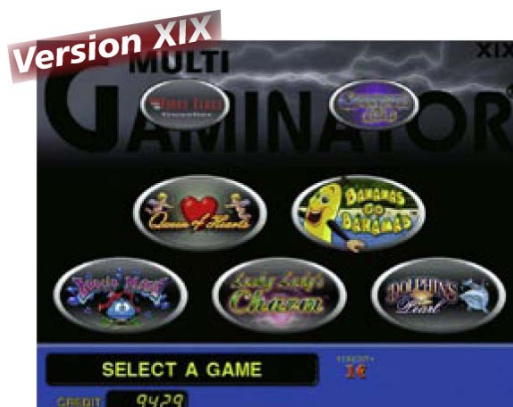 Version XIX
XIX
MULTI
GAMINATOR
Queen of Hearts
BANANAS
GO
BAHAMAS
Lucky Lady's
Charm
DOLPHIN'S
Pearl
SELECT A GAME
1¢
CREDIT 9429